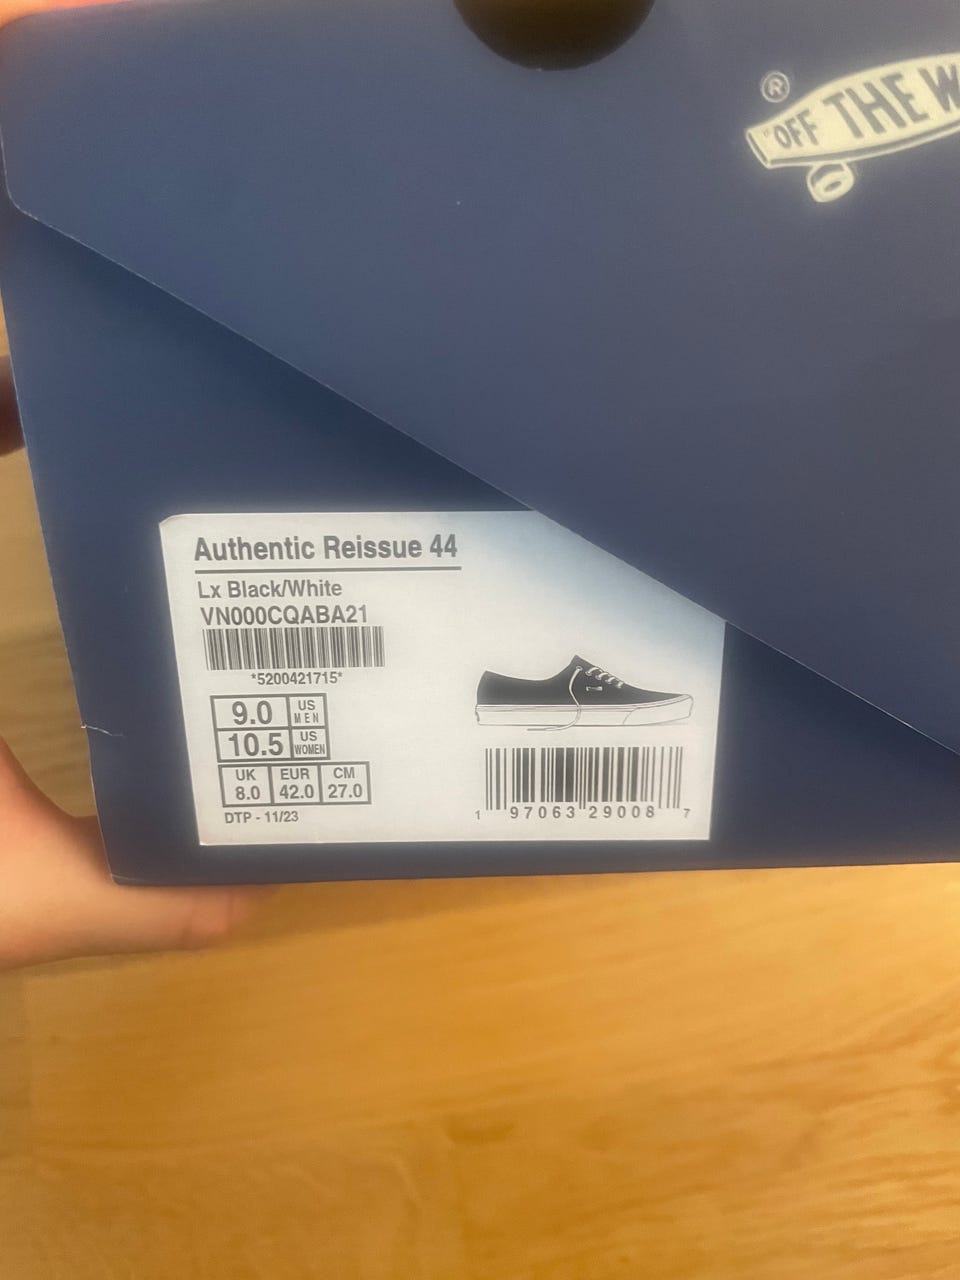 ®
"OFF THE W
Authentic Reissue 44
Lx Black/White
VN000CQABA21
*5200421715*
9.0 US MEN
10.5 US WOMEN
UK EUR CM
8.0 42.0 27.0
DTP - 11/23
1 97063 29008 7